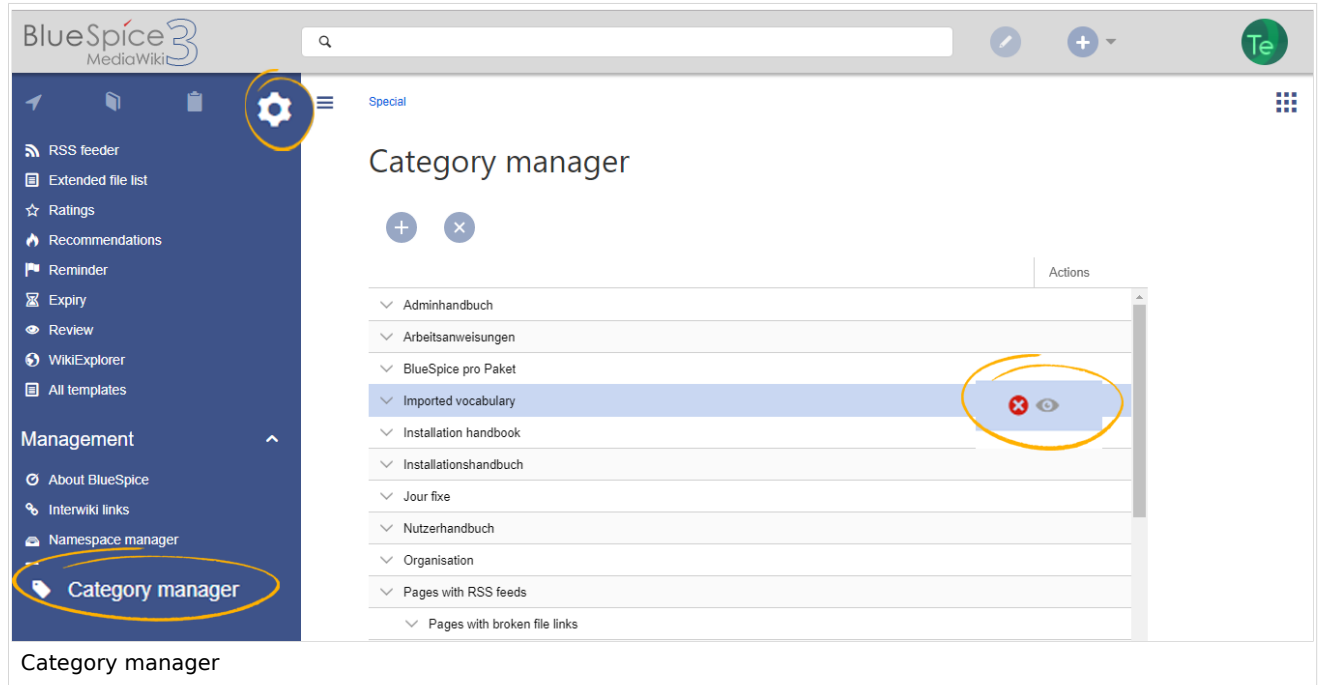 BlueSpice 3
MediaWiki
Te
Special
RSS feeder
Extended file list
Ratings
Recommendations
Reminder
Expiry
Review
WikiExplorer
All templates
Management
About BlueSpice
Interwiki links
Namespace manager
Category manager
Category manager
Actions
Adminhandbuch
Arbeitsanweisungen
BlueSpice pro Paket
Imported vocabulary
Installation handbook
Installationshandbuch
Jour fixe
Nutzerhandbuch
Organisation
Pages with RSS feeds
Pages with broken file links
Category manager